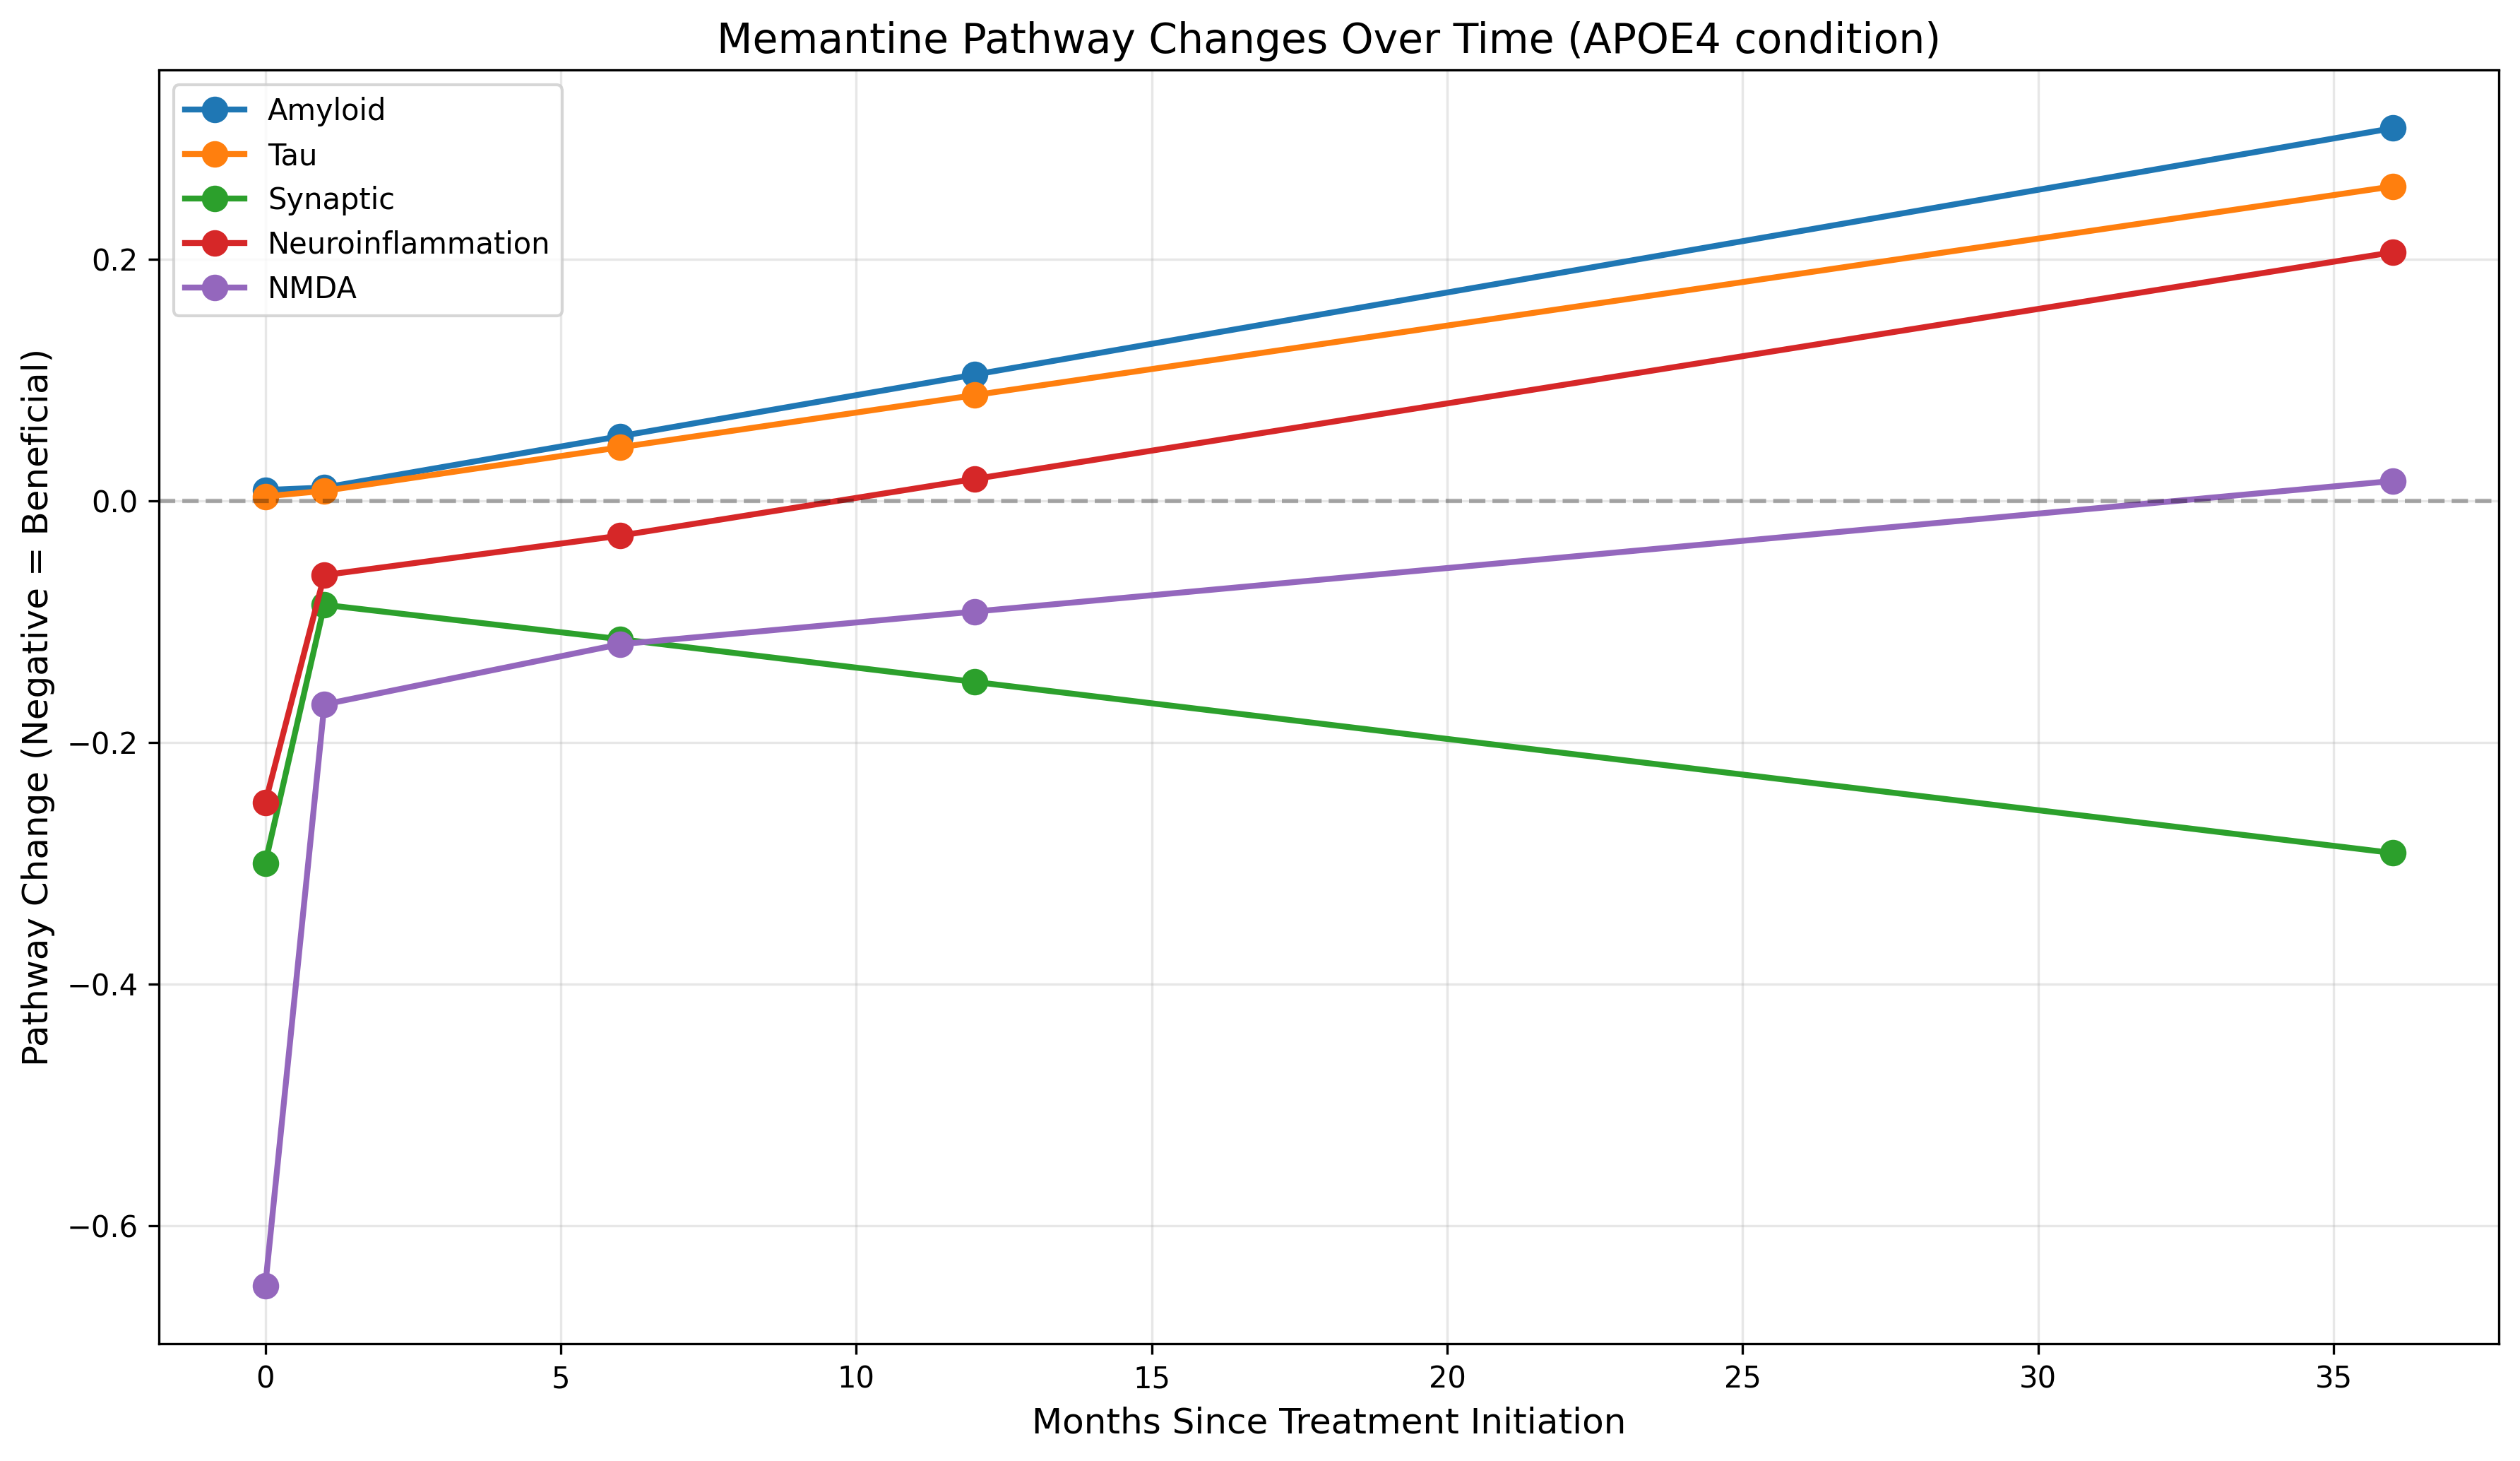 Memantine Pathway Changes Over Time (APOE4 condition)
Amyloid
Tau
Synaptic
Neuroinflammation
NMDA
Pathway Change (Negative = Beneficial)
0.2
0.0
−0.2
−0.4
−0.6
0 5 10 15 20 25 30 35
Months Since Treatment Initiation